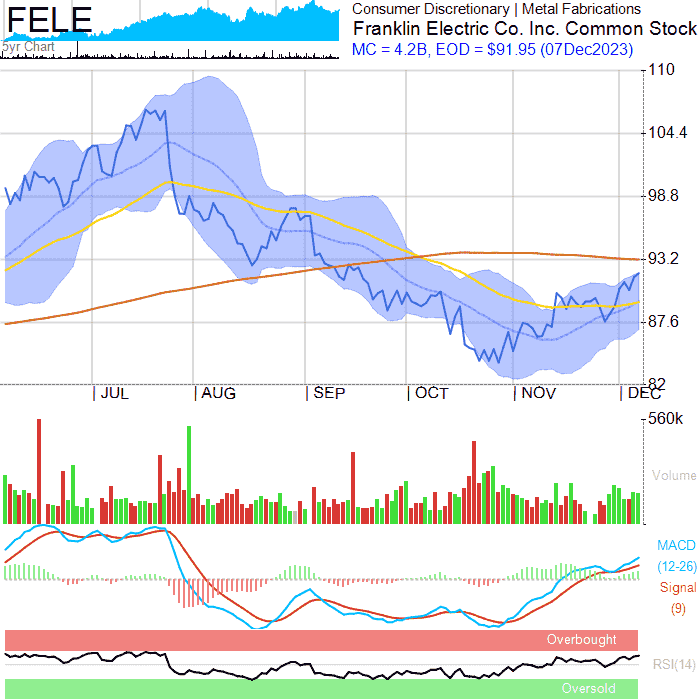 FELE
5yr Chart
Consumer Discretionary | Metal Fabrications
Franklin Electric Co. Inc. Common Stock
MC = 4.2B, EOD = $91.95 (07Dec2023)
110
104.4
98.8
93.2
87.6
82
JUL AUG SEP OCT NOV DEC
560k
Volume
MACD
(12-26)
Signal
(9)
Overbought
RSI(14)
Oversold